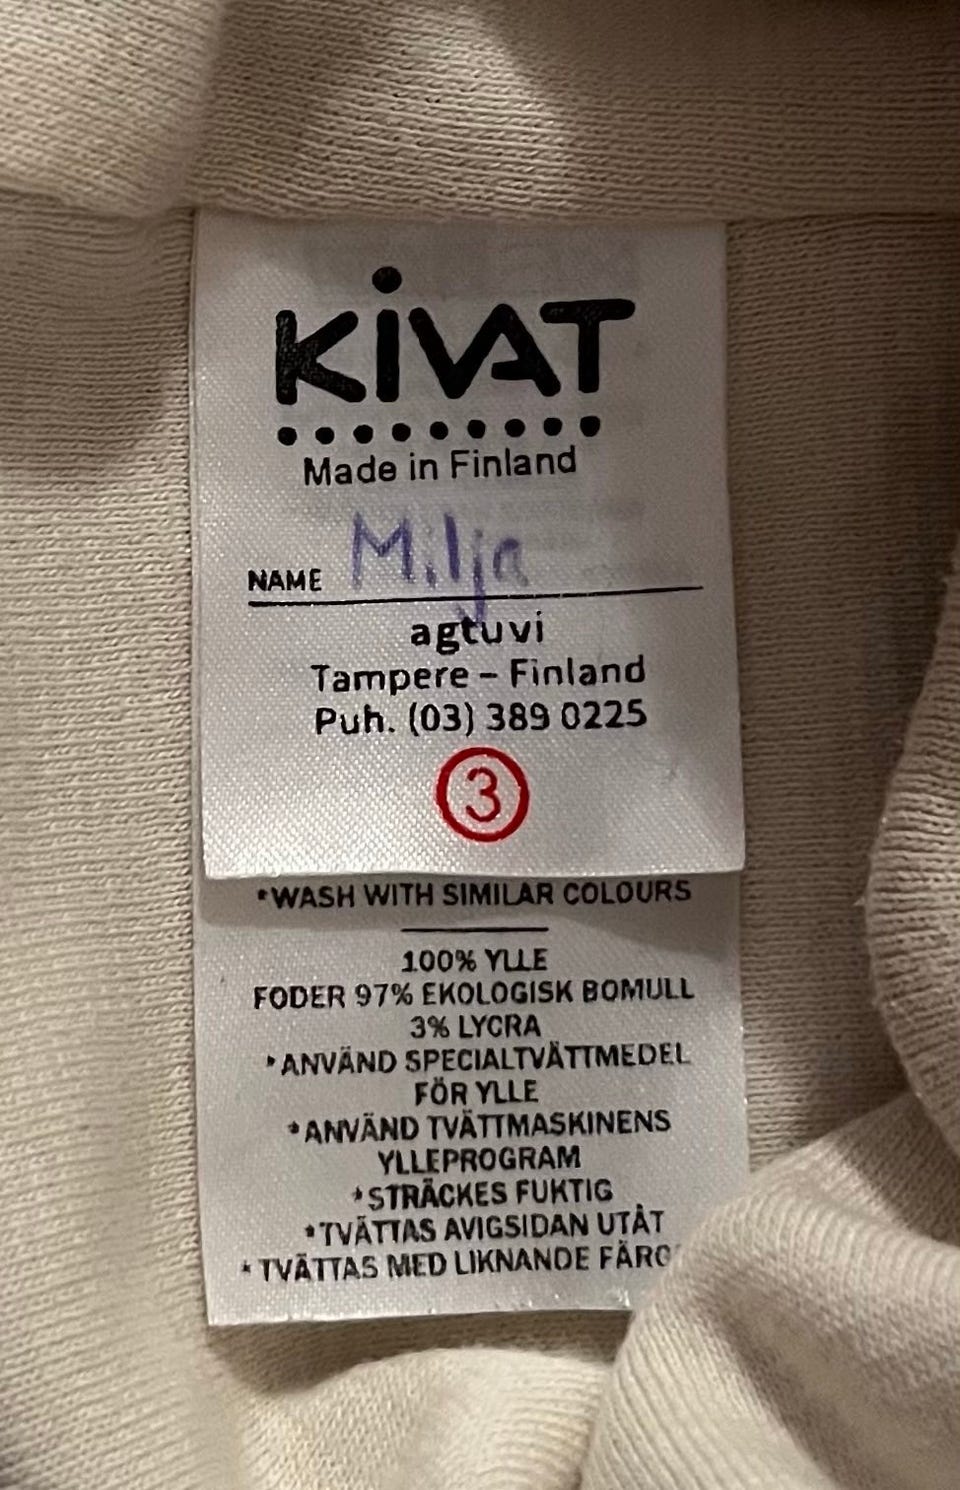 KiVAT
Made in Finland
NAME Milja
agtuvi
Tampere – Finland
Puh. (03) 389 0225
3
*WASH WITH SIMILAR COLOURS
100% YLLE
FODER 97% EKOLOGISK BOMULL
3% LYCRA
*ANVÄND SPECIALTVÄTTMEDEL
FÖR YLLE
*ANVÄND TVÄTTMASKINENS
YLLEPROGRAM
*STRÄCKES FUKTIG
*TVÄTTAS AVIGSIDAN UTÅT
*TVÄTTAS MED LIKNANDE